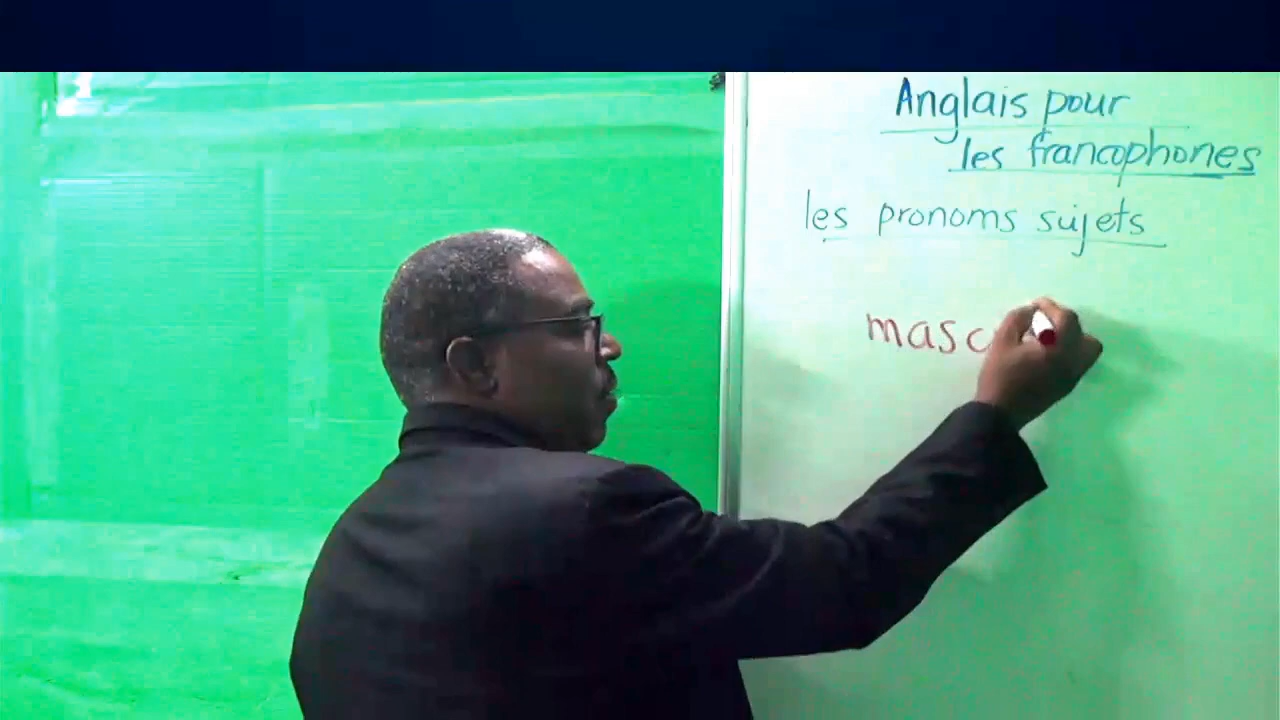 Anglais pour
les francophones
les pronoms sujets
masc